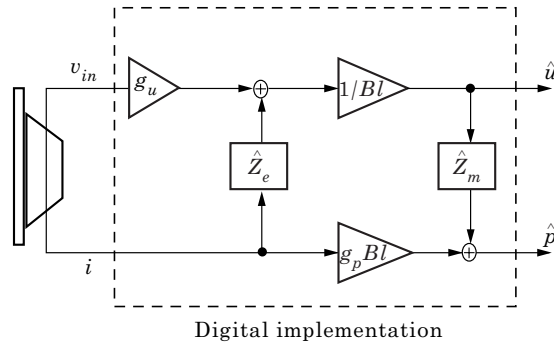 v_in
g_u
+
1/Bl
û
Ẑ_e
Ẑ_m
i
g_p Bl
+
p̂
Digital implementation